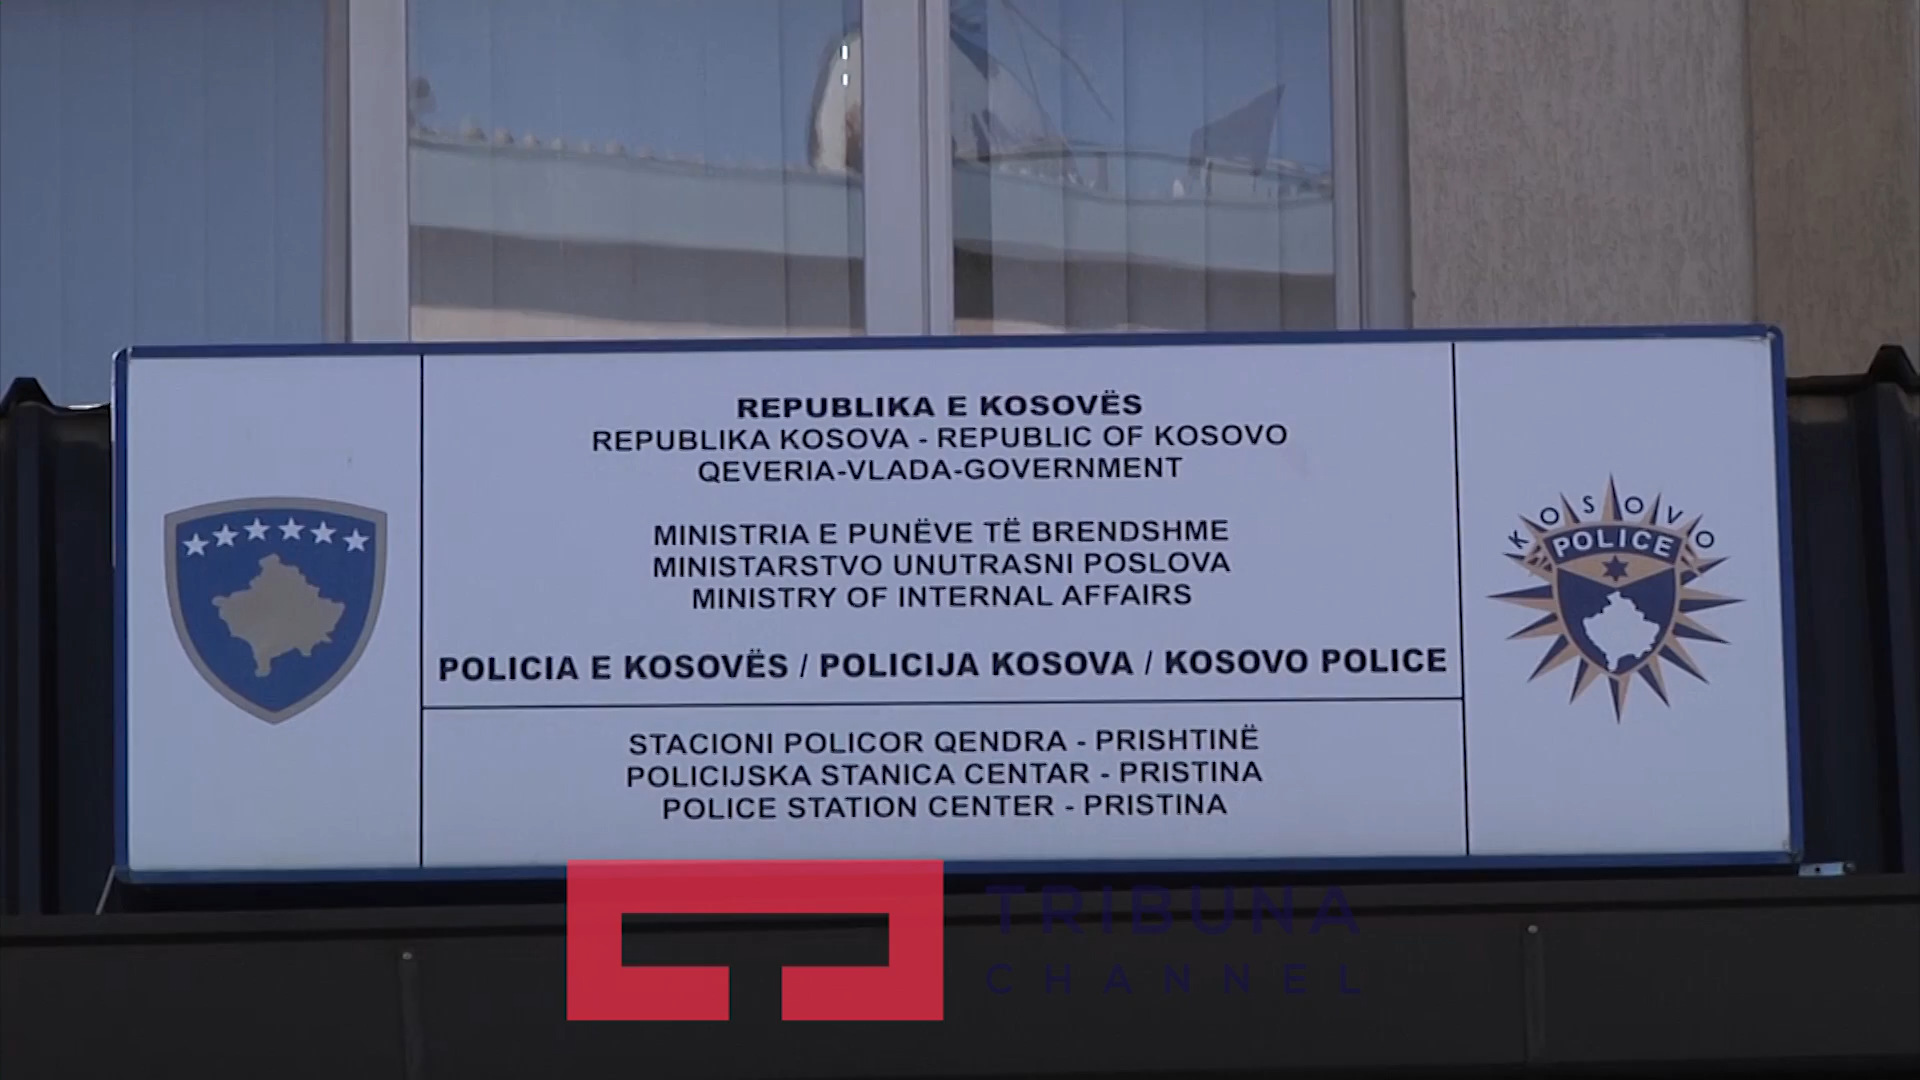 REPUBLIKA E KOSOVËS
REPUBLIKA KOSOVA - REPUBLIC OF KOSOVO
QEVERIA-VLADA-GOVERNMENT
MINISTRIA E PUNËVE TË BRENDSHME
MINISTARSTVO UNUTRASNI POSLOVA
MINISTRY OF INTERNAL AFFAIRS
POLICIA E KOSOVËS / POLICIJA KOSOVA / KOSOVO POLICE
KOSOVO
POLICE
STACIONI POLICOR QENDRA - PRISHTINË
POLICIJSKA STANICA CENTAR - PRISTINA
POLICE STATION CENTER - PRISTINA
TRIBUNA
CHANNEL